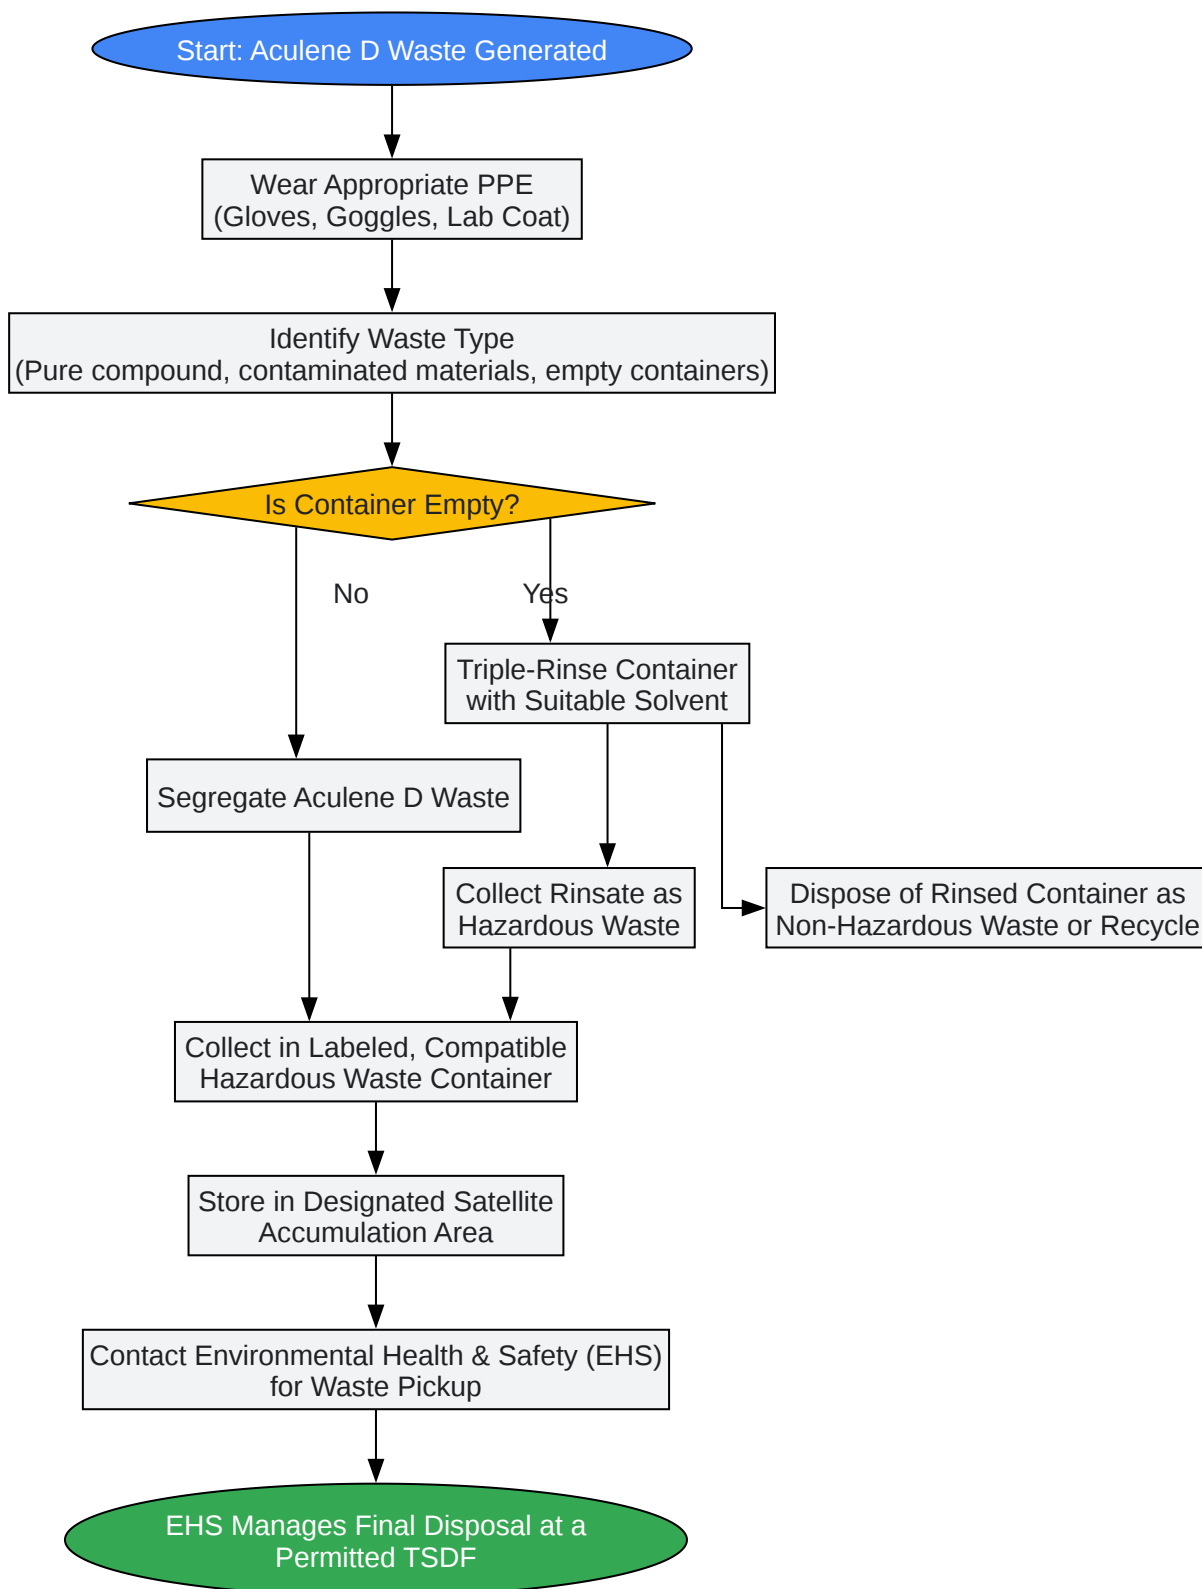 Start: Aculene D Waste Generated
Wear Appropriate PPE
(Gloves, Goggles, Lab Coat)
Identify Waste Type
(Pure compound, contaminated materials, empty containers)
Is Container Empty?
No
Yes
Triple-Rinse Container
with Suitable Solvent
Segregate Aculene D Waste
Collect Rinsate as
Hazardous Waste
Dispose of Rinsed Container as
Non-Hazardous Waste or Recycle
Collect in Labeled, Compatible
Hazardous Waste Container
Store in Designated Satellite
Accumulation Area
Contact Environmental Health & Safety (EHS)
for Waste Pickup
EHS Manages Final Disposal at a
Permitted TSDF